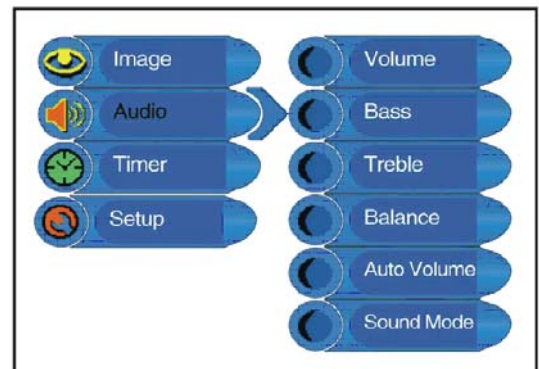 Image
Audio
Timer
Setup
Volume
Bass
Treble
Balance
Auto Volume
Sound Mode